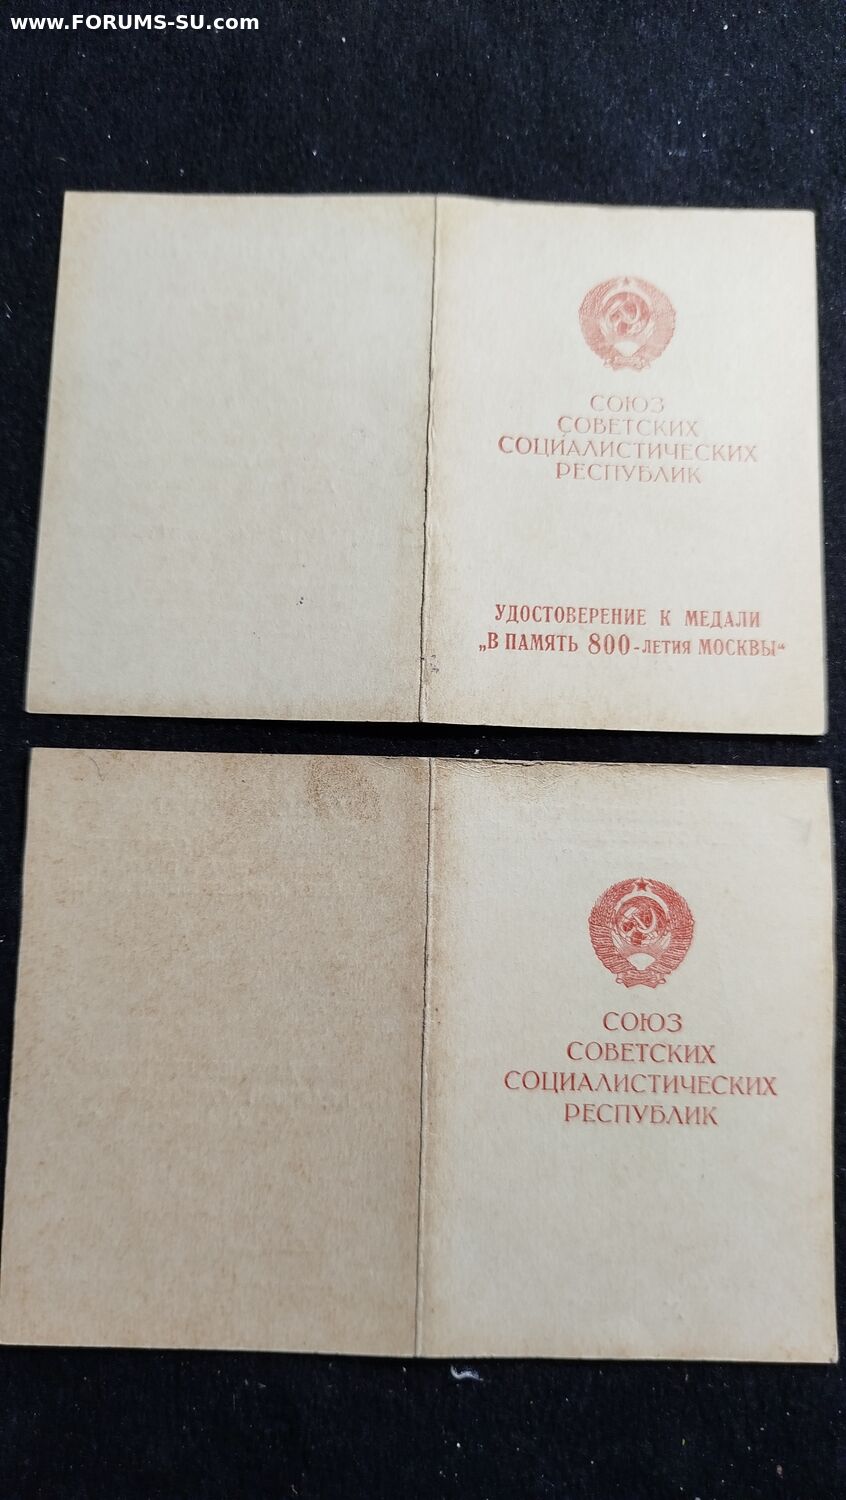 www.FORUMS-SU.com
СОЮЗ
СОВЕТСКИХ
СОЦИАЛИСТИЧЕСКИХ
РЕСПУБЛИК
УДОСТОВЕРЕНИЕ К МЕДАЛИ
„В ПАМЯТЬ 800-ЛЕТИЯ МОСКВЫ“
СОЮЗ
СОВЕТСКИХ
СОЦИАЛИСТИЧЕСКИХ
РЕСПУБЛИК